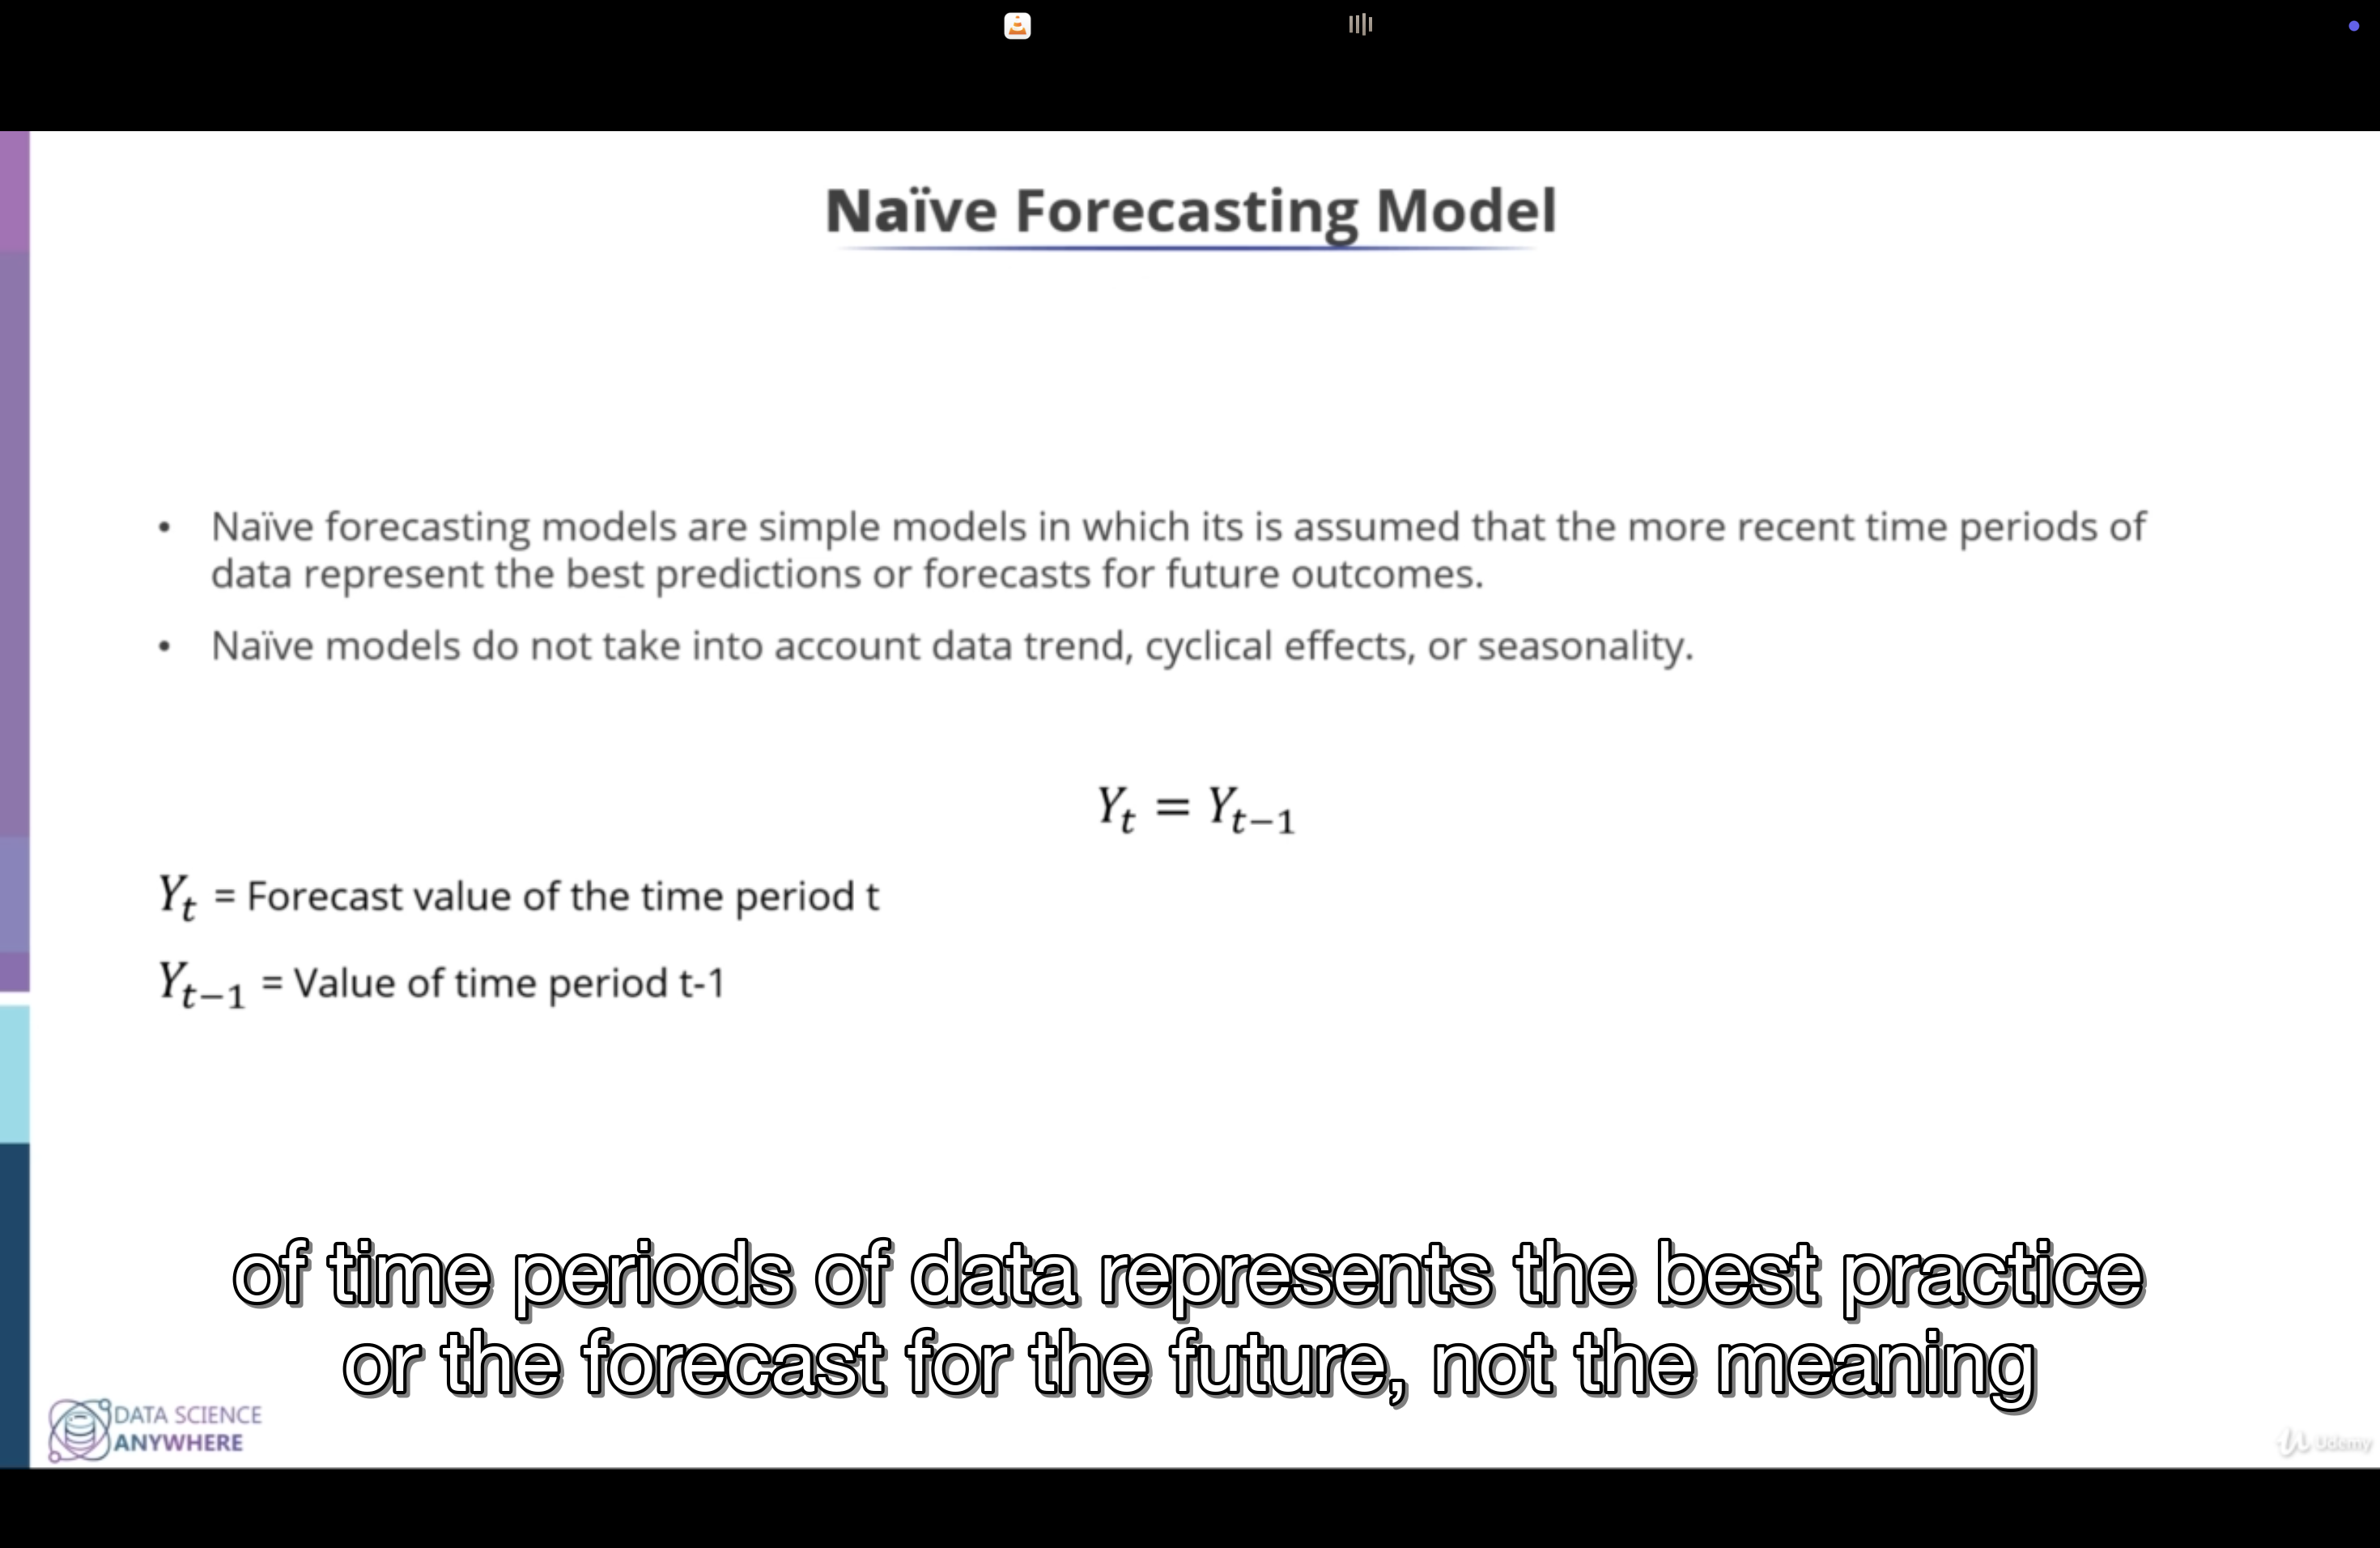 Naïve Forecasting Model
• Naïve forecasting models are simple models in which its is assumed that the more recent time periods of
data represent the best predictions or forecasts for future outcomes.
• Naïve models do not take into account data trend, cyclical effects, or seasonality.
Yₜ = Yₜ₋₁
Yₜ = Forecast value of the time period t
Yₜ₋₁ = Value of time period t-1
of time periods of data represents the best practice
or the forecast for the future, not the meaning
DATA SCIENCE
ANYWHERE
Udemy